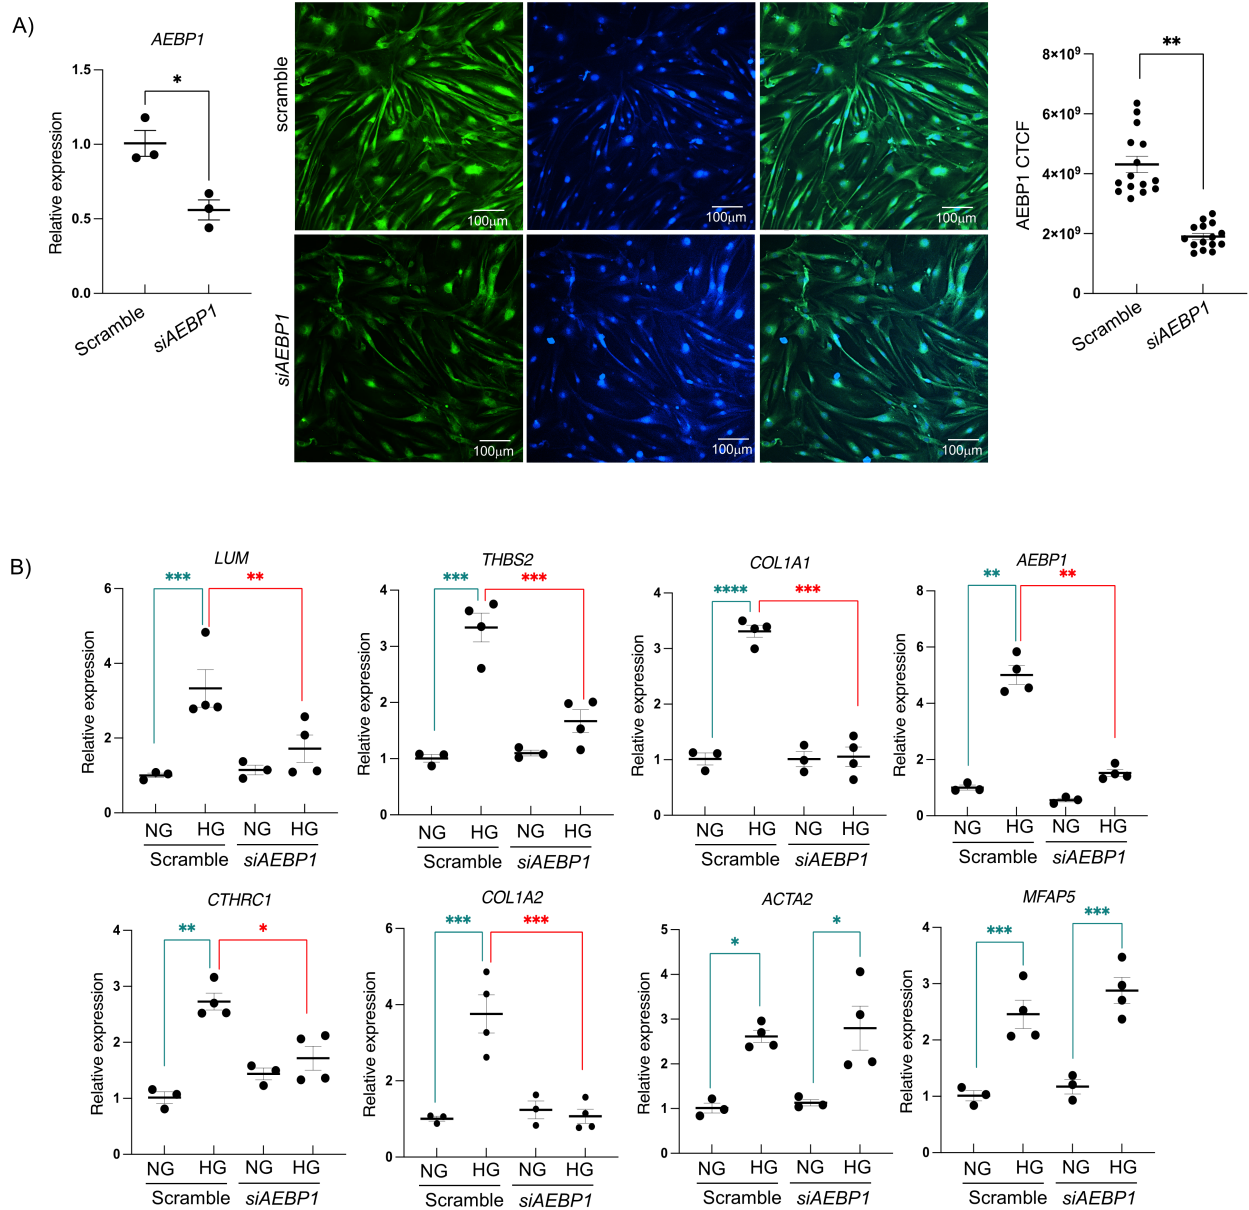 A)
AEBP1
Relative expression
1.5
1.0
0.5
0.0
*
Scramble
siAEBP1
scramble
siAEBP1
100µm
100µm
100µm
100µm
100µm
100µm
AEBP1 CTCF
8×10⁹
6×10⁹
4×10⁹
2×10⁹
0
**
Scramble
siAEBP1
B)
LUM
Relative expression
6
4
2
0
***
**
NG HG NG HG
Scramble siAEBP1
THBS2
Relative expression
4
3
2
1
0
***
***
NG HG NG HG
Scramble siAEBP1
COL1A1
Relative expression
4
3
2
1
0
****
***
NG HG NG HG
Scramble siAEBP1
AEBP1
Relative expression
8
6
4
2
0
**
**
NG HG NG HG
Scramble siAEBP1
CTHRC1
Relative expression
4
3
2
1
0
**
*
NG HG NG HG
Scramble siAEBP1
COL1A2
Relative expression
6
4
2
0
***
***
NG HG NG HG
Scramble siAEBP1
ACTA2
Relative expression
5
4
3
2
1
0
*
*
NG HG NG HG
Scramble siAEBP1
MFAP5
Relative expression
4
3
2
1
0
***
***
NG HG NG HG
Scramble siAEBP1